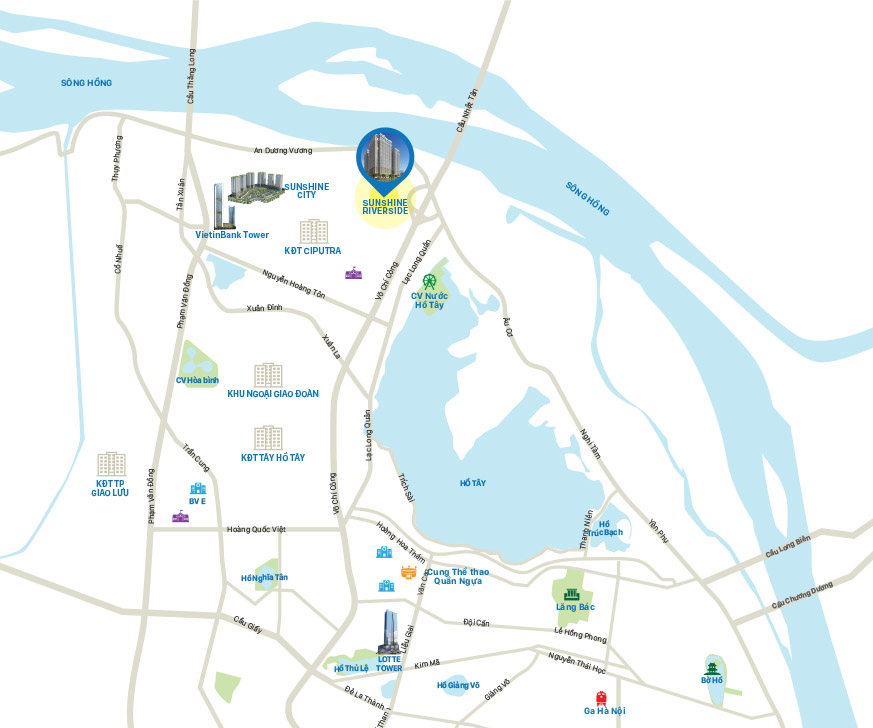 SÔNG HỒNG
Cầu Thăng Long
Cầu Nhật Tân
Thụy Phương
An Dương Vương
Tân Xuân
SUNSHINE
CITY
SUNSHINE
RIVERSIDE
SÔNG HỒNG
VietinBank Tower
KĐT CIPUTRA
Cổ Nhuế
Phạm Văn Đồng
Nguyễn Hoàng Tôn
Võ Chí Công
Lạc Long Quân
CV Nước
Hồ Tây
Xuân Đỉnh
Xuân La
Âu Cơ
CV Hòa bình
KHU NGOẠI GIAO ĐOÀN
Lạc Long Quân
KĐT TÂY HỒ TÂY
Trần Cung
Nghi Tàm
KĐT TP
GIAO LƯU
BV E
Phạm Văn Đồng
Võ Chí Công
Trích Sài
HỒ TÂY
Hoàng Quốc Việt
Hoàng Hoa Thám
Thanh Niên
Hồ
Trúc Bạch
Yên Phụ
Cầu Long Biên
Hồ Nghĩa Tân
Cung Thể thao
Quần Ngựa
Văn Cao
Cầu Chương Dương
Lăng Bác
Cầu Giấy
Đội Cấn
Lê Hồng Phong
Liễu Giai
LOTTE
TOWER
Hồ Thủ Lệ
Kim Mã
Nguyễn Thái Học
Bờ Hồ
Hồ Giảng Võ
Giảng Võ
Đê La Thành
Ga Hà Nội